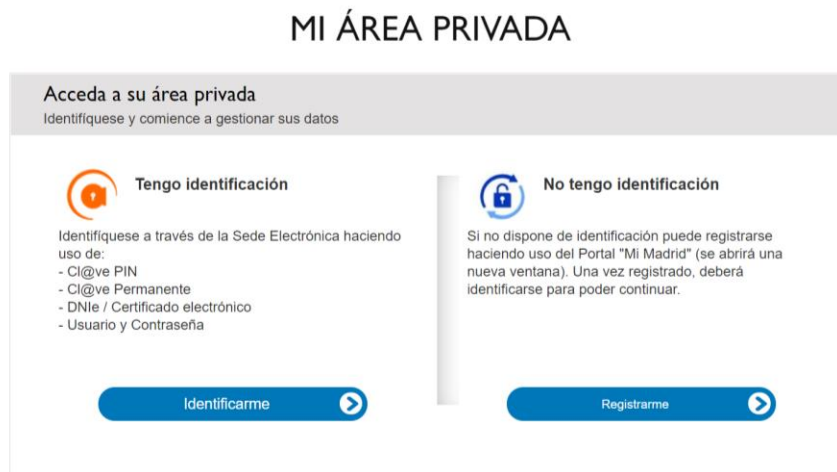 MI ÁREA PRIVADA
Acceda a su área privada
Identifíquese y comience a gestionar sus datos
Tengo identificación
Identifíquese a través de la Sede Electrónica haciendo
uso de:
- Cl@ve PIN
- Cl@ve Permanente
- DNIe / Certificado electrónico
- Usuario y Contraseña
Identificarme
No tengo identificación
Si no dispone de identificación puede registrarse
haciendo uso del Portal "Mi Madrid" (se abrirá una
nueva ventana). Una vez registrado, deberá
identificarse para poder continuar.
Registrarme